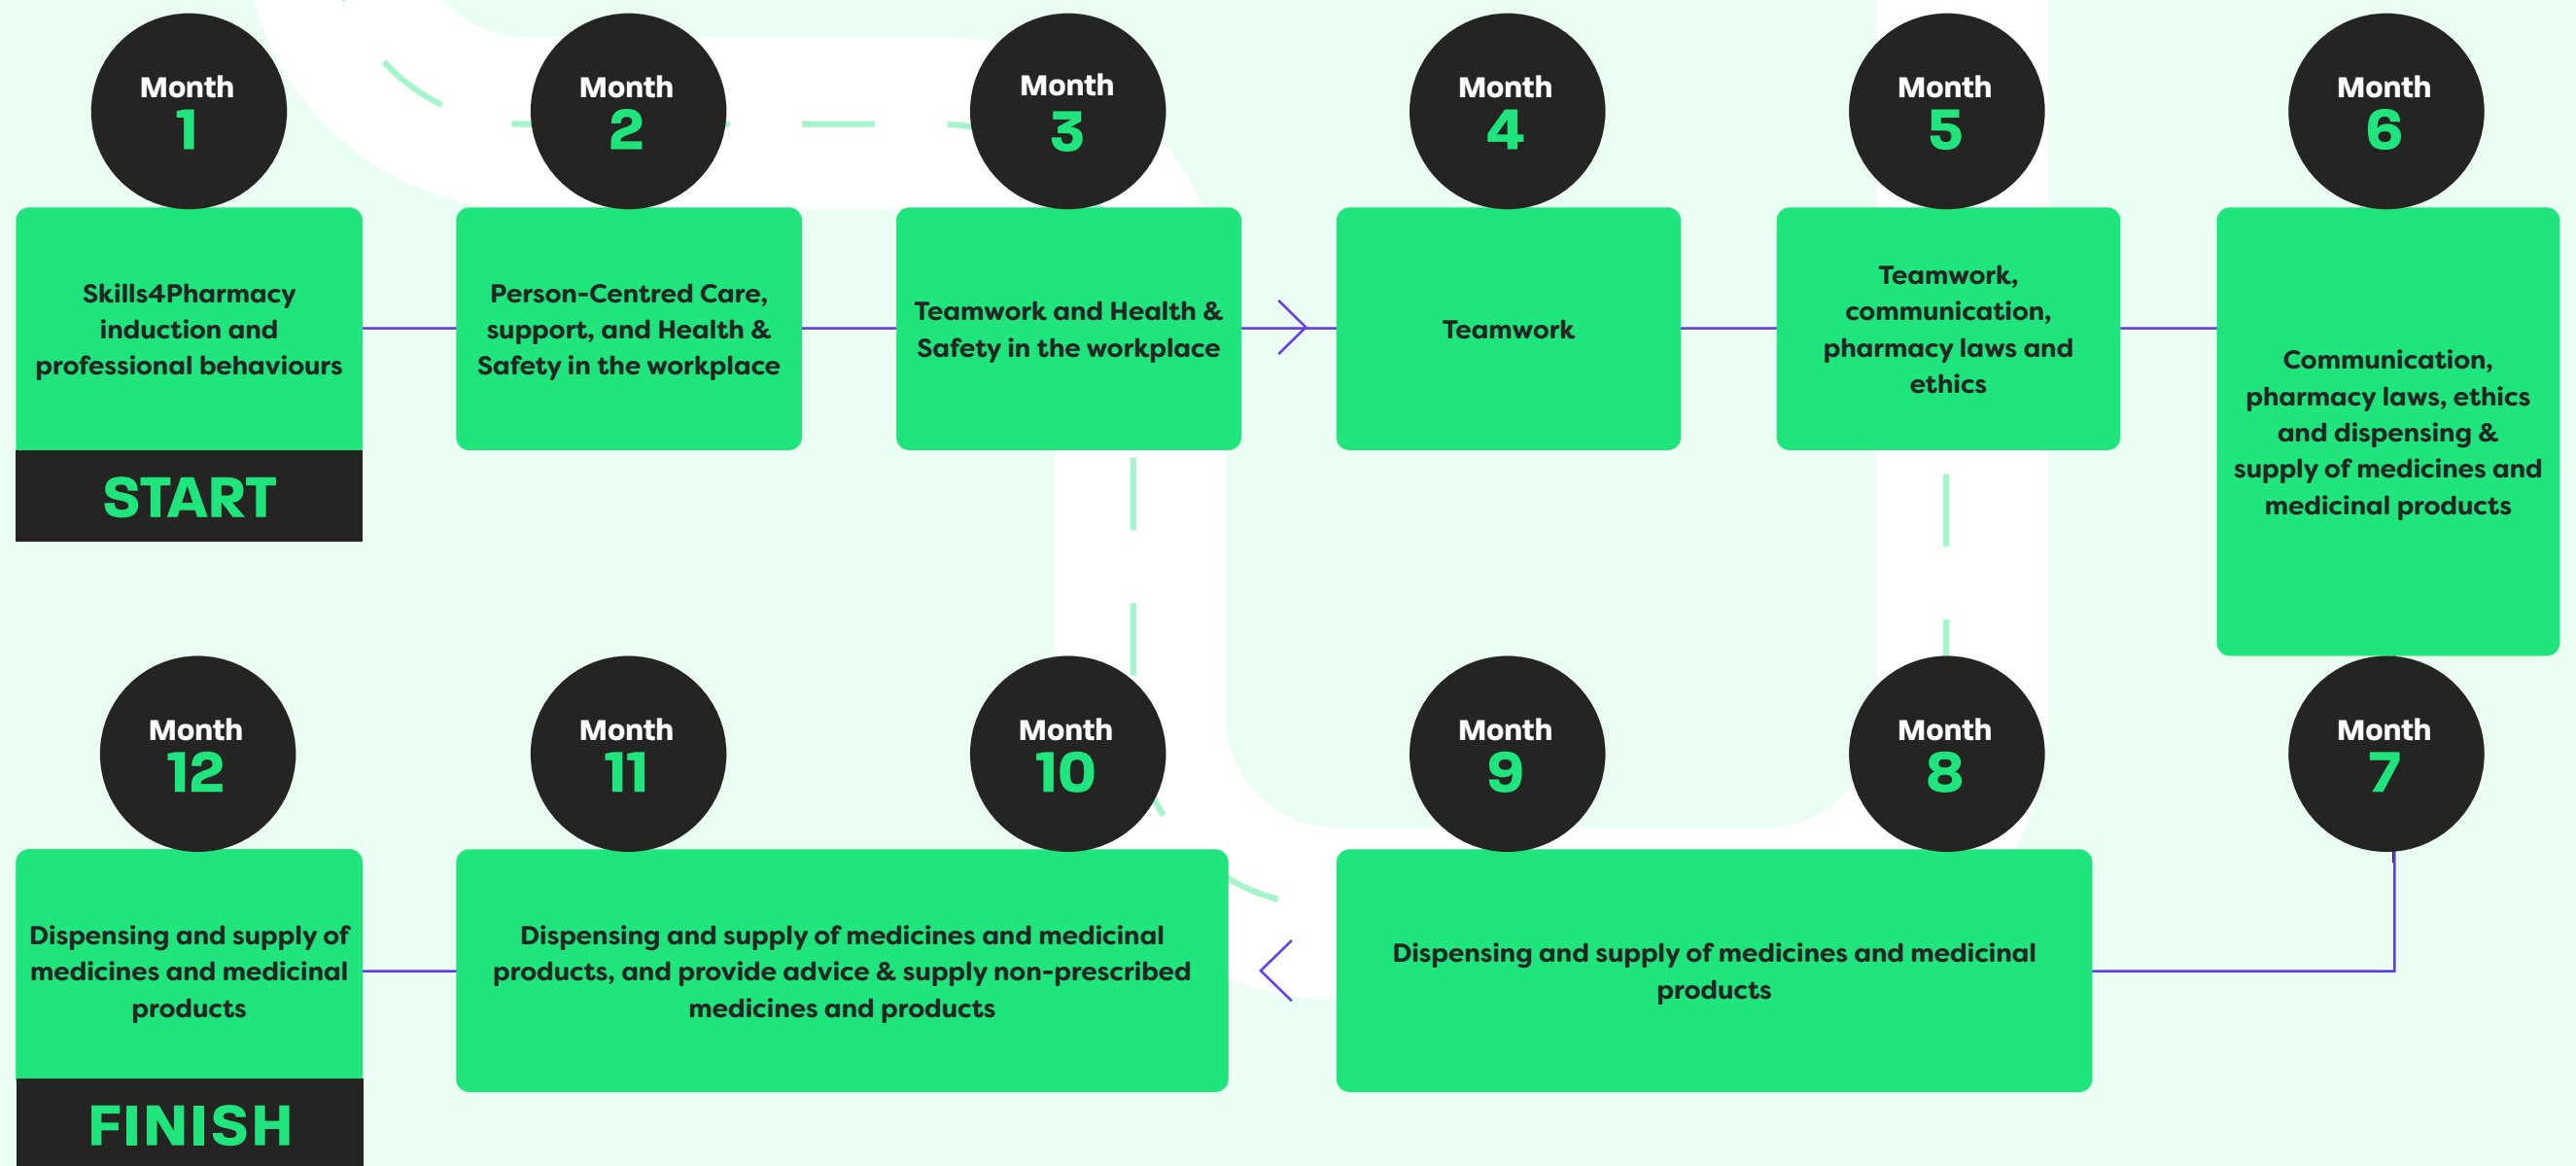 Month
1
Skills4Pharmacy
induction and
professional behaviours
START
Month
2
Person-Centred Care,
support, and Health &
Safety in the workplace
Month
3
Teamwork and Health &
Safety in the workplace
Month
4
Teamwork
Month
5
Teamwork,
communication,
pharmacy laws and
ethics
Month
6
Communication,
pharmacy laws, ethics
and dispensing &
supply of medicines and
medicinal products
Month
7
Month
8
Month
9
Dispensing and supply of medicines and medicinal
products
Month
10
Month
11
Dispensing and supply of medicines and medicinal
products, and provide advice & supply non-prescribed
medicines and products
Month
12
Dispensing and supply of
medicines and medicinal
products
FINISH